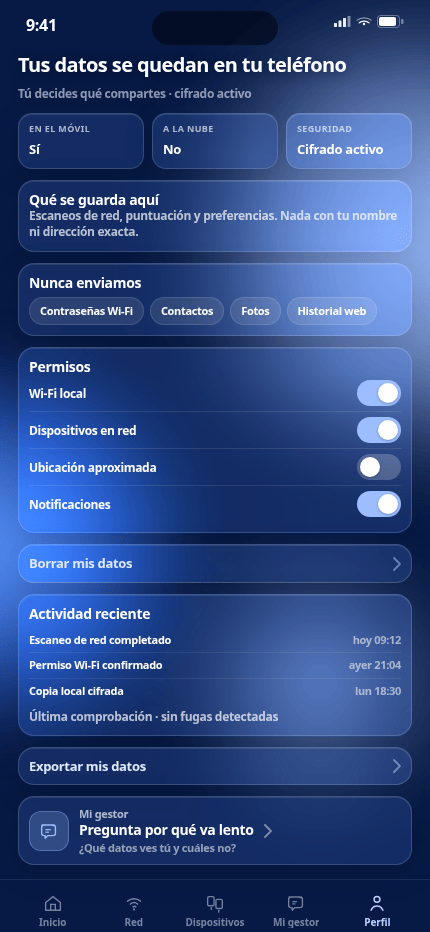 9:41
Tus datos se quedan en tu teléfono
Tú decides qué compartes · cifrado activo
EN EL MÓVIL
Sí
A LA NUBE
No
SEGURIDAD
Cifrado activo
Qué se guarda aquí
Escaneos de red, puntuación y preferencias. Nada con tu nombre
ni dirección exacta.
Nunca enviamos
Contraseñas Wi-Fi Contactos Fotos Historial web
Permisos
Wi-Fi local
Dispositivos en red
Ubicación aproximada
Notificaciones
Borrar mis datos
Actividad reciente
Escaneo de red completado hoy 09:12
Permiso Wi-Fi confirmado ayer 21:04
Copia local cifrada lun 18:30
Última comprobación · sin fugas detectadas
Exportar mis datos
Mi gestor
Pregunta por qué va lento
¿Qué datos ves tú y cuáles no?
Inicio Red Dispositivos Mi gestor Perfil